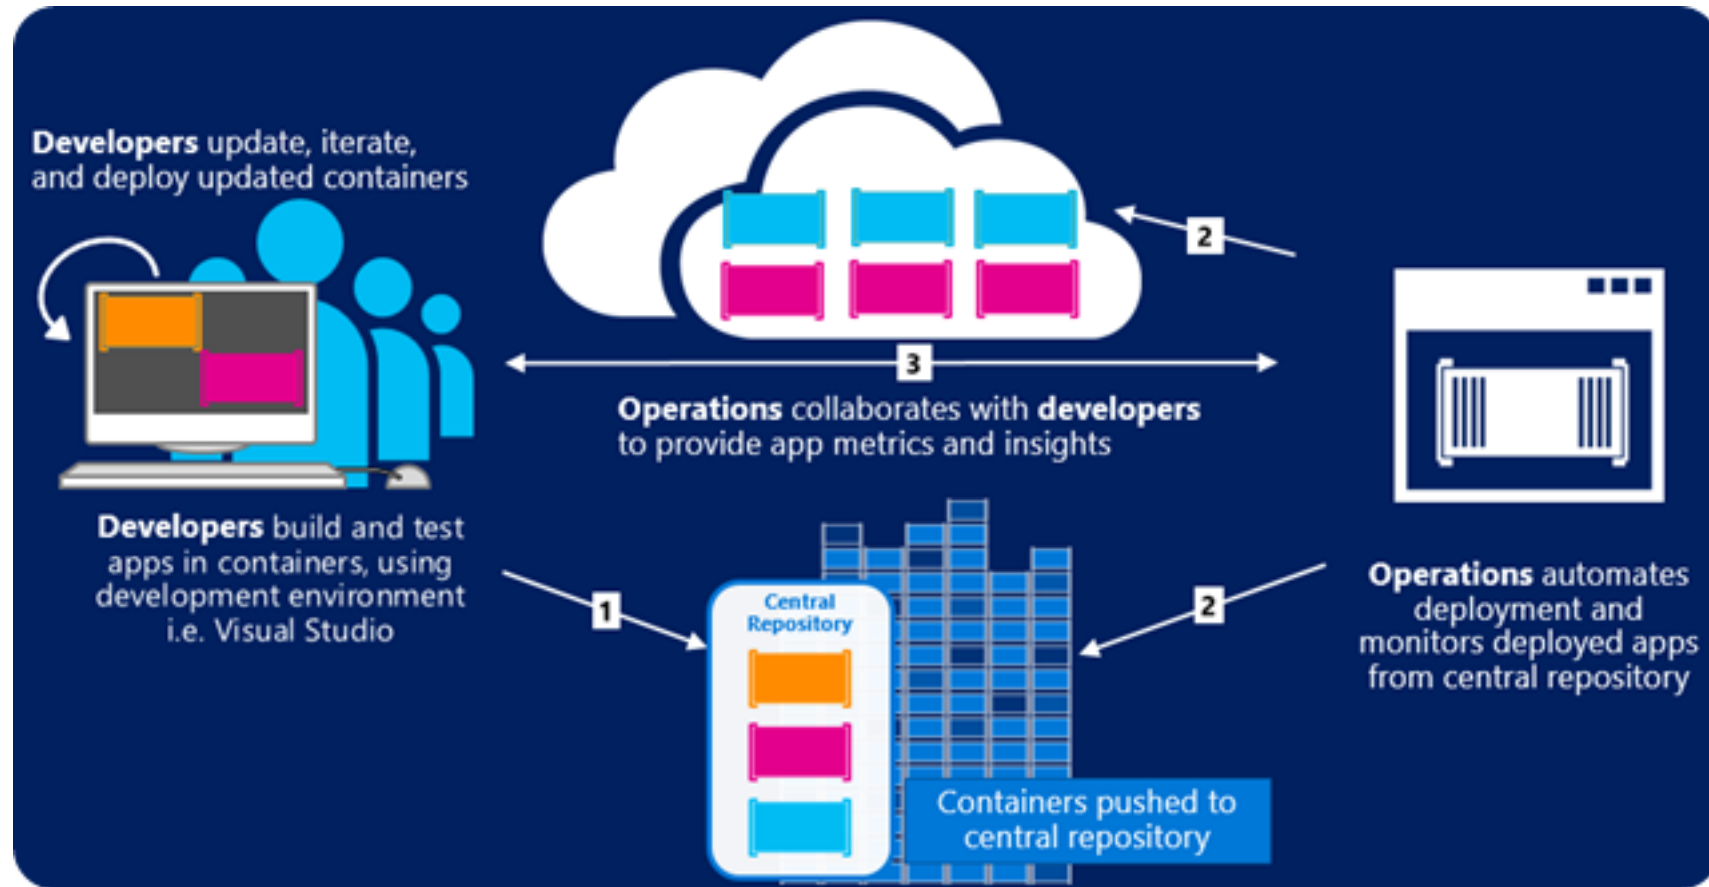 Developers update, iterate,
and deploy updated containers
2
3
Operations collaborates with developers
to provide app metrics and insights
Developers build and test
apps in containers, using
development environment
i.e. Visual Studio
1
Central
Repository
2
Operations automates
deployment and
monitors deployed apps
from central repository
Containers pushed to
central repository